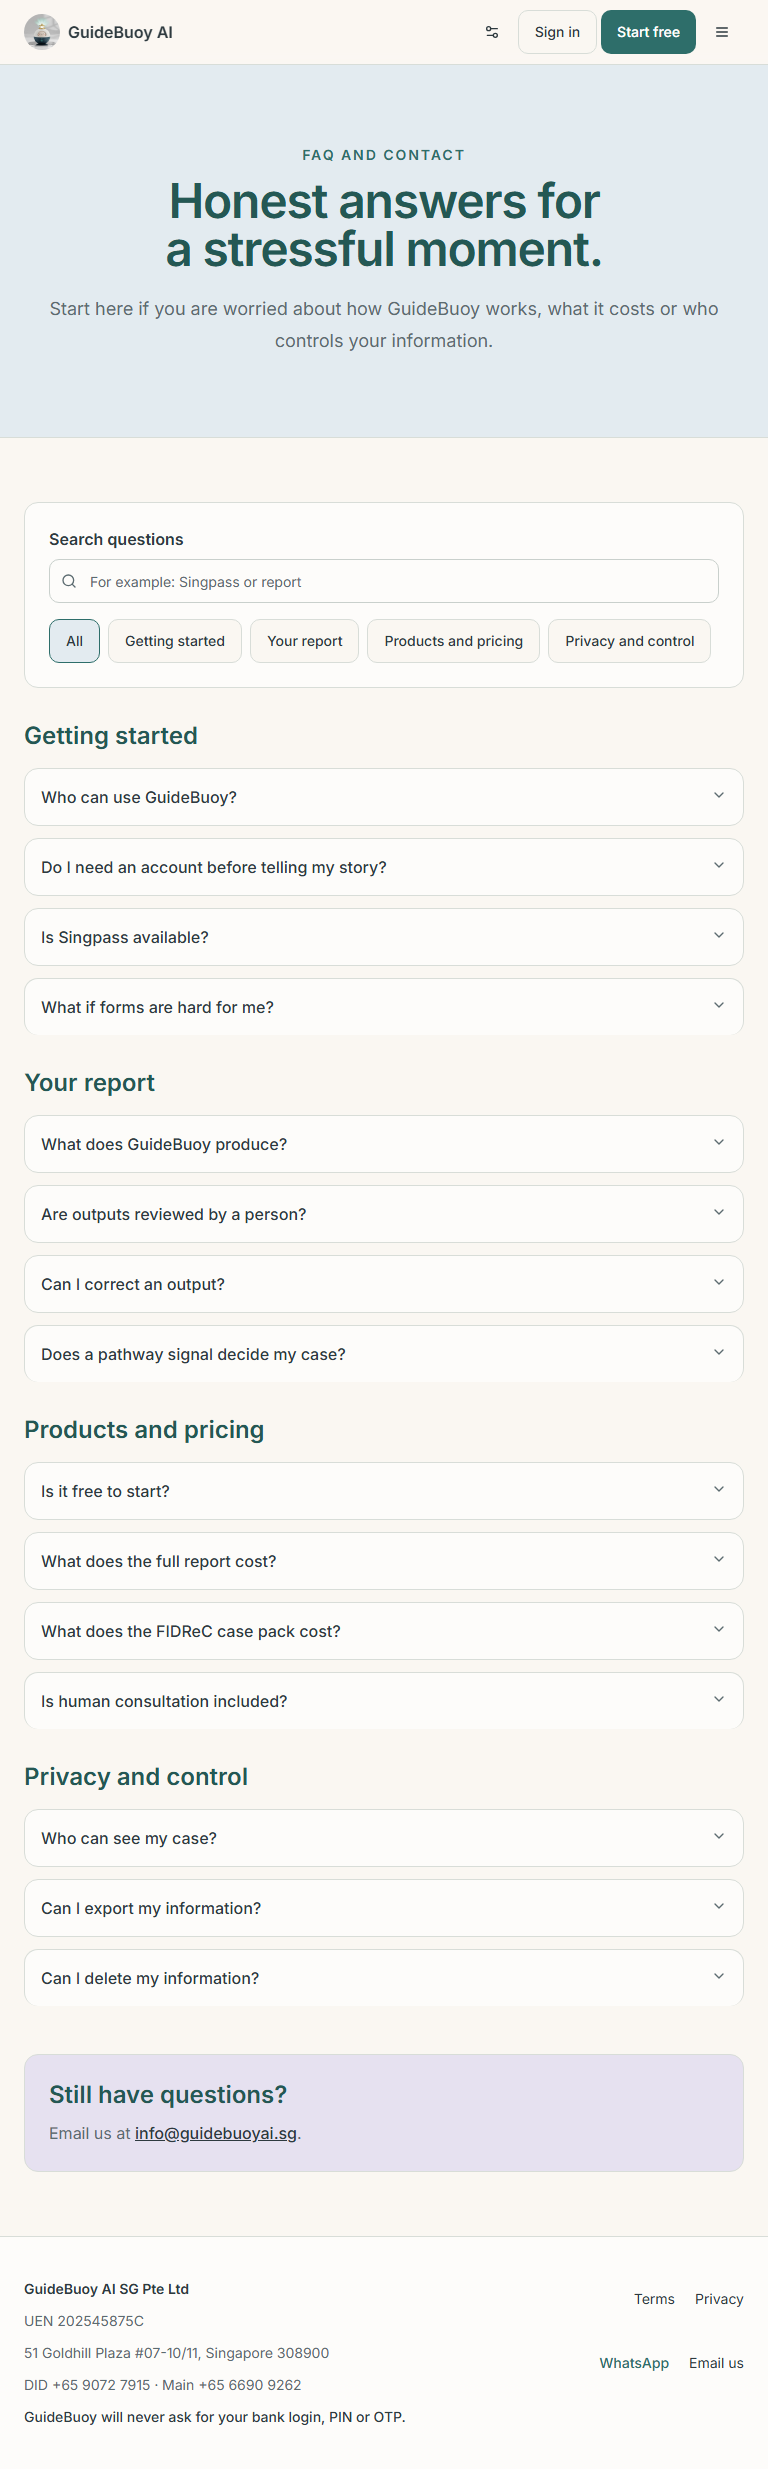 GuideBuoy AI
Sign in
Start free
FAQ AND CONTACT
Honest answers for
a stressful moment.
Start here if you are worried about how GuideBuoy works, what it costs or who
controls your information.
Search questions
For example: Singpass or report
All
Getting started
Your report
Products and pricing
Privacy and control
Getting started
Who can use GuideBuoy?
Do I need an account before telling my story?
Is Singpass available?
What if forms are hard for me?
Your report
What does GuideBuoy produce?
Are outputs reviewed by a person?
Can I correct an output?
Does a pathway signal decide my case?
Products and pricing
Is it free to start?
What does the full report cost?
What does the FIDReC case pack cost?
Is human consultation included?
Privacy and control
Who can see my case?
Can I export my information?
Can I delete my information?
Still have questions?
Email us at info@guidebuoyai.sg.
GuideBuoy AI SG Pte Ltd
UEN 202545875C
51 Goldhill Plaza #07-10/11, Singapore 308900
DID +65 9072 7915 · Main +65 6690 9262
GuideBuoy will never ask for your bank login, PIN or OTP.
Terms
Privacy
WhatsApp
Email us